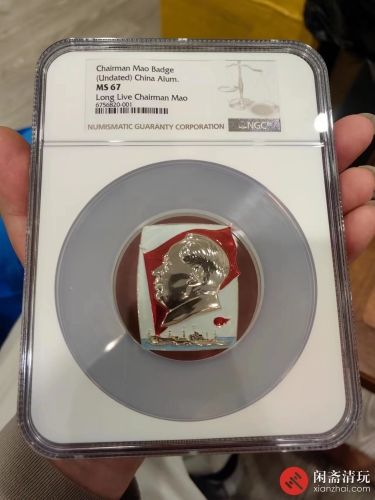 Chairman Mao Badge
(Undated) China Alum.
MS 67
Long Live Chairman Mao
6756820-001
NUMISMATIC GUARANTY CORPORATION
NGC
闲斋清玩
xianzhai.com